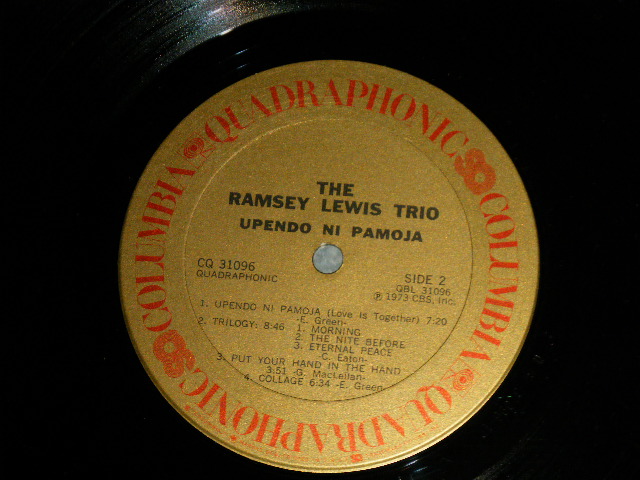 COLUMBIA QUADRAPHONIC COLUMBIA QUADRAPHONIC
THE
RAMSEY LEWIS TRIO
UPENDO NI PAMOJA
CQ 31096
QUADRAPHONIC
SIDE 2
QBL 31096
℗ 1973 CBS, Inc.
1. UPENDO NI PAMOJA (Love Is Together) 7:20
-E. Green-
2. TRILOGY: 8:46 1. MORNING
2. THE NITE BEFORE
3. ETERNAL PEACE
C. Eaton-
3. PUT YOUR HAND IN THE HAND
3:51 -G. MacLellan-
4. COLLAGE 6:34 -E. Green